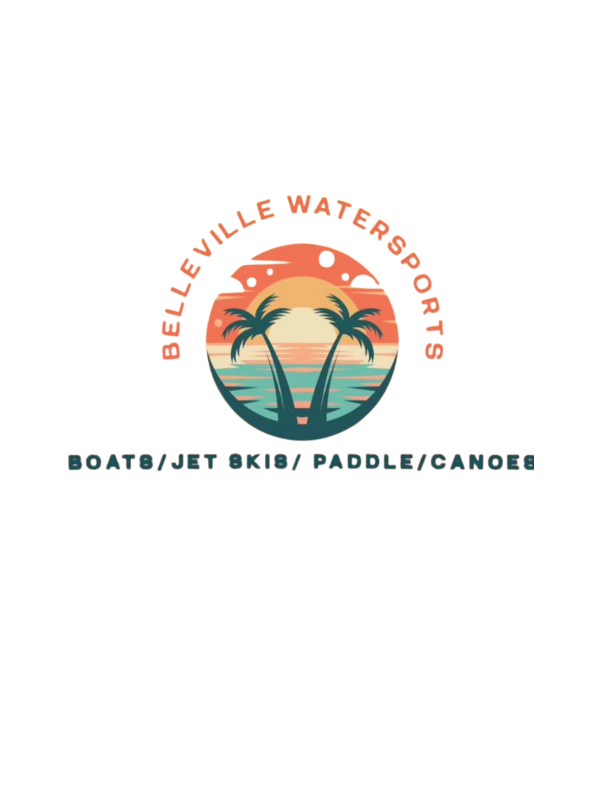 BELLEVILLE WATERSPORTS
BOATS/JET SKIS/ PADDLE/CANOES